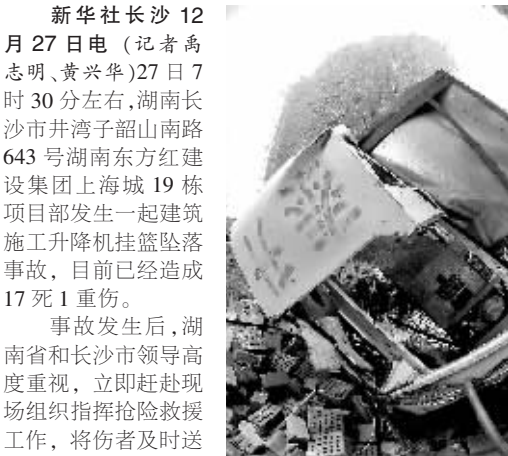 新华社长沙 12
月 27 日电 (记者禹
志明、黄兴华)27 日 7
时 30 分左右,湖南长
沙市井湾子韶山南路
643 号湖南东方红建
设集团上海城 19 栋
项目部发生一起建筑
施工升降机挂篮坠落
事故，目前已经造成
17 死 1 重伤。
事故发生后,湖
南省和长沙市领导高
度重视，立即赶赴现
场组织指挥抢险救援
工作，将伤者及时送